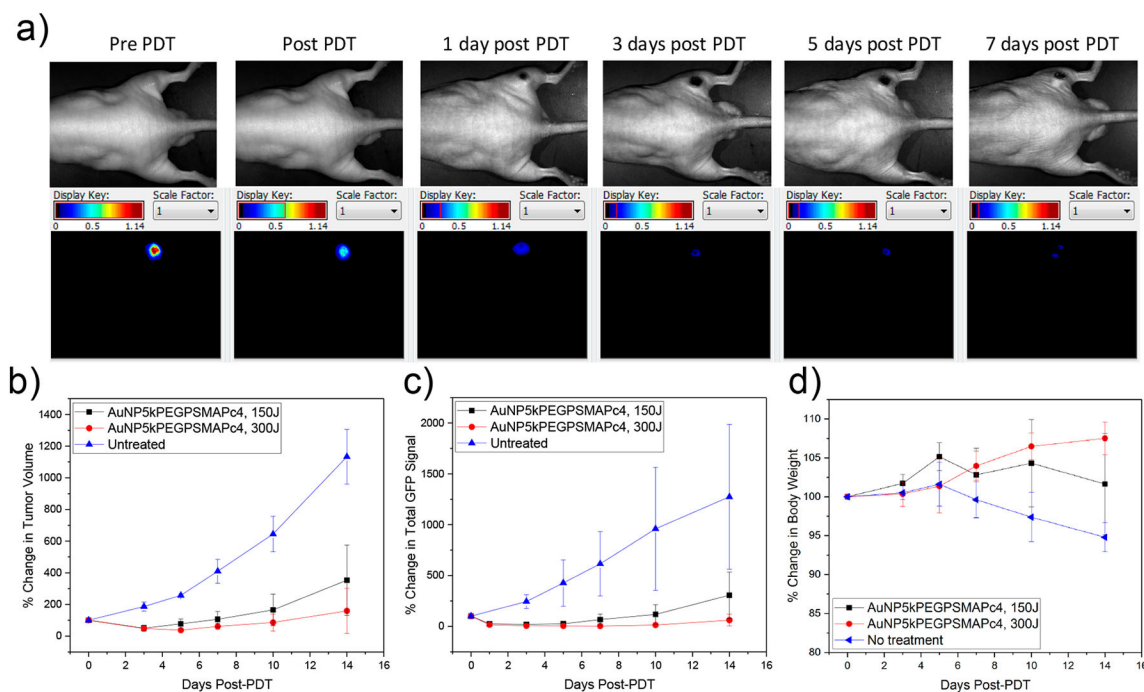 a)
Pre PDT
Post PDT
1 day post PDT
3 days post PDT
5 days post PDT
7 days post PDT
Display Key: Scale Factor:
1
0 0.5 1.14
Display Key: Scale Factor:
1
0 0.5 1.14
Display Key: Scale Factor:
1
0 0.5 1.14
Display Key: Scale Factor:
1
0 0.5 1.14
Display Key: Scale Factor:
1
0 0.5 1.14
Display Key: Scale Factor:
1
0 0.5 1.14
b)
AuNP5kPEGPSMAPc4, 150J
AuNP5kPEGPSMAPc4, 300J
Untreated
% Change in Tumor Volume
1400
1200
1000
800
600
400
200
0
0 2 4 6 8 10 12 14 16
Days Post-PDT
c)
AuNP5kPEGPSMAPc4, 150J
AuNP5kPEGPSMAPc4, 300J
Untreated
% Change in Total GFP Signal
2000
1750
1500
1250
1000
750
500
250
0
0 2 4 6 8 10 12 14 16
Days Post-PDT
d)
% Change in Body Weight
110
105
100
95
90
85
80
AuNP5kPEGPSMAPc4, 150J
AuNP5kPEGPSMAPc4, 300J
No treatment
0 2 4 6 8 10 12 14 16
Days Post-PDT